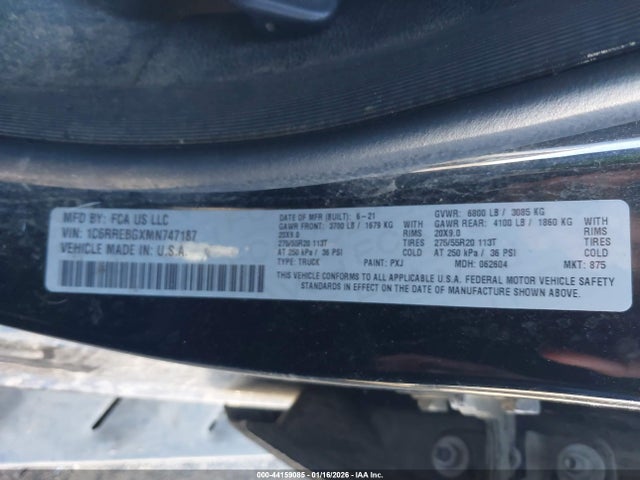 MFD BY: FCA US LLC
VIN: 1C6RREBGXMN747187
VEHICLE MADE IN: U.S.A.
DATE OF MFR (BUILT): 6-21 GVWR: 6800 LB / 3085 KG
GAWR FRONT: 3700 LB / 1679 KG WITH GAWR REAR: 4100 LB / 1860 KG WITH
20X9.0 RIMS 20X9.0 RIMS
275/55R20 113T TIRES 275/55R20 113T TIRES
AT 250 kPa / 36 PSI COLD AT 250 kPa / 36 PSI COLD
TYPE: TRUCK PAINT: PXJ MDH: 062604 MKT: 875
THIS VEHICLE CONFORMS TO ALL APPLICABLE U.S.A. FEDERAL MOTOR VEHICLE SAFETY
STANDARDS IN EFFECT ON THE DATE OF MANUFACTURE SHOWN ABOVE.
000-44159085 | 01/16/2026 | COPYRIGHT © IAA.